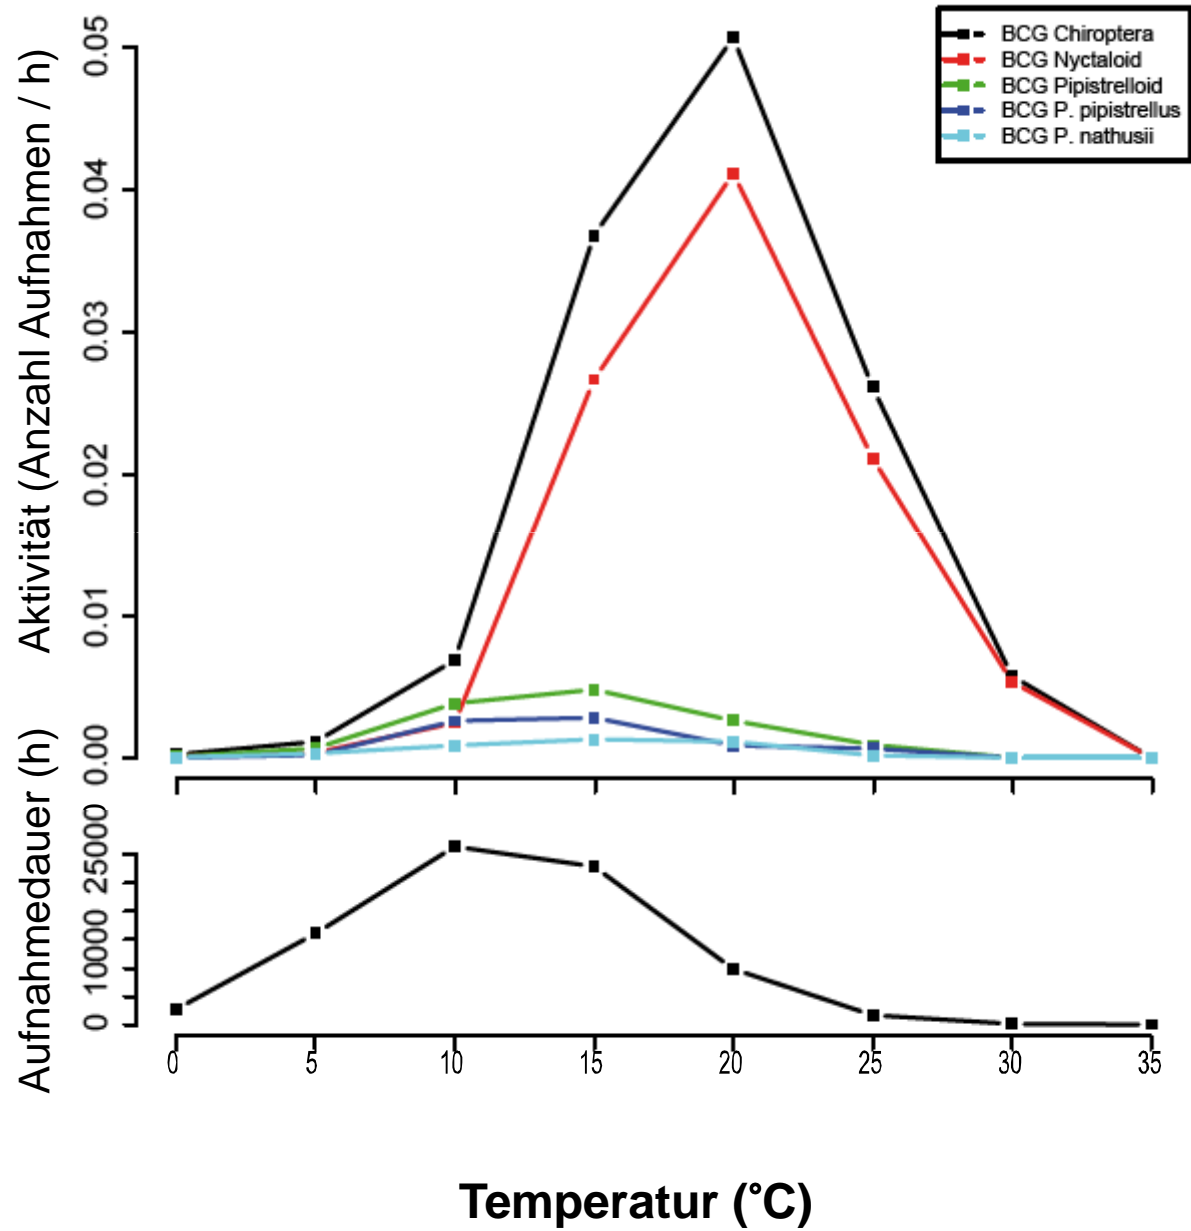 BCG Chiroptera
BCG Nyctaloid
BCG Pipistrelloid
BCG P. pipistrellus
BCG P. nathusii
Aktivität (Anzahl Aufnahmen / h)
0.05
0.04
0.03
0.02
0.01
0.00
Aufnahmedauer (h)
25000
10000
0
0 5 10 15 20 25 30 35
Temperatur (°C)